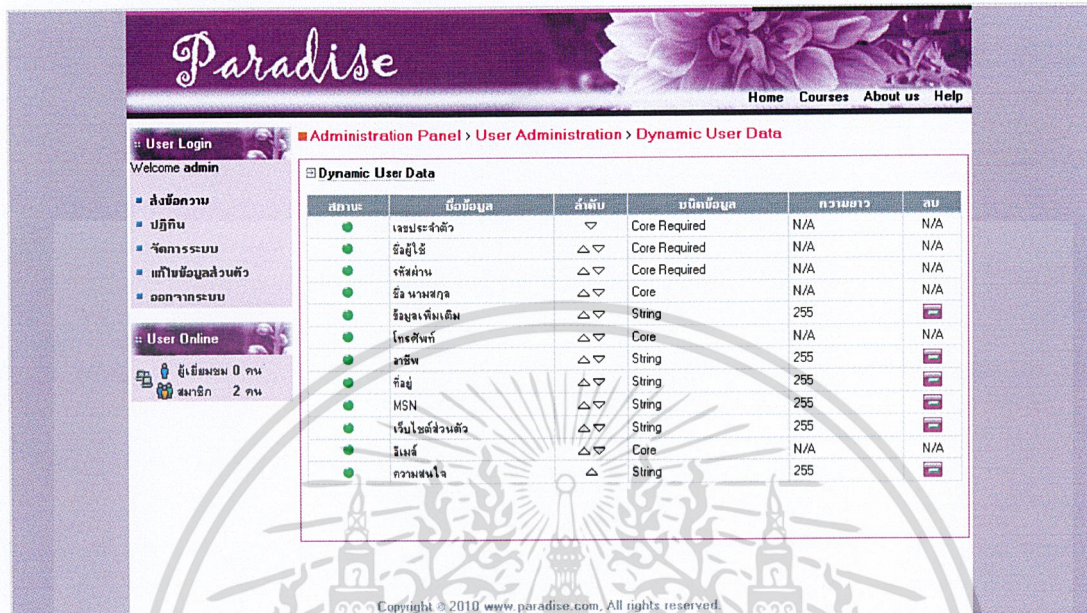 Paradise
Home Courses About us Help
:: User Login
Welcome admin
ส่งข้อความ
ปฏิทิน
จัดการระบบ
แก้ไขข้อมูลส่วนตัว
ออกจากระบบ
:: User Online
ผู้เยี่ยมชม 0 คน
สมาชิก 2 คน
Administration Panel > User Administration > Dynamic User Data
Dynamic User Data
สถานะ ชื่อข้อมูล ลำดับ ชนิดข้อมูล ความยาว ลบ
เลขประจำตัว Core Required N/A N/A
ชื่อผู้ใช้ Core Required N/A N/A
รหัสผ่าน Core Required N/A N/A
ชื่อ นามสกุล Core N/A N/A
ข้อมูลเพิ่มเติม String 255
โทรศัพท์ Core N/A N/A
อาชีพ String 255
ที่อยู่ String 255
MSN String 255
เว็บไซต์ส่วนตัว String 255
อีเมล์ Core N/A N/A
ความสนใจ String 255
Copyright © 2010 www.paradise.com, All rights reserved.